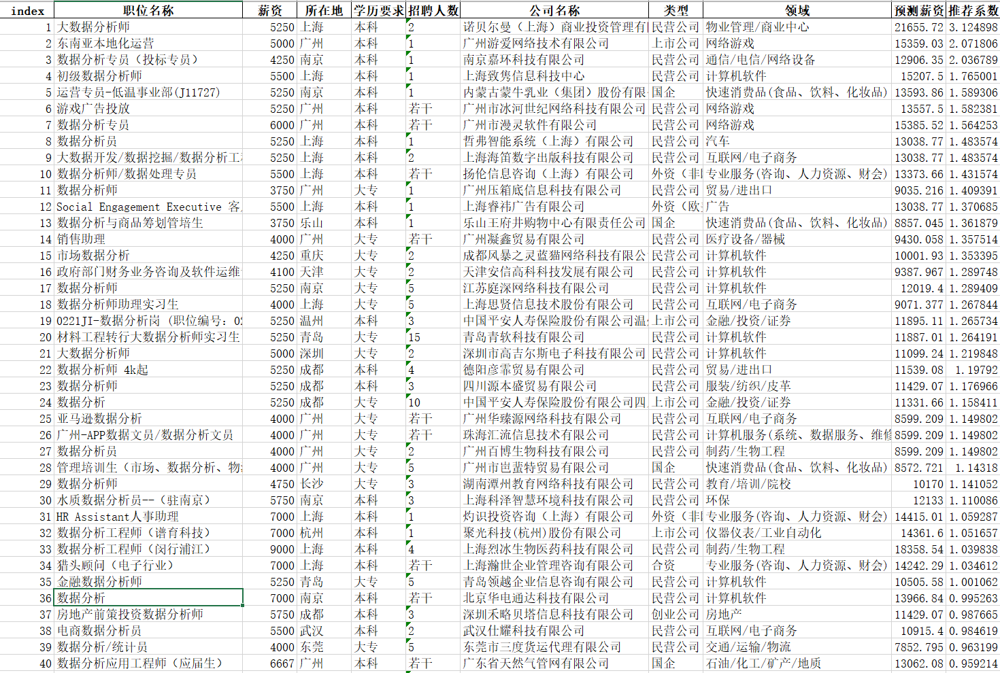 index 职位名称 薪资 所在地 学历要求 招聘人数 公司名称 类型 领域 预测薪资 推荐系数
1 大数据分析师 5250 上海 本科 2 诺贝尔曼（上海）商业投资管理有 民营公司 物业管理/商业中心 21655.72 3.124898
2 东南亚本地化运营 5000 广州 本科 1 广州游爱网络技术有限公司 上市公司 网络游戏 15359.03 2.071806
3 数据分析专员（投标专员） 4250 南京 本科 1 南京嘉环科技有限公司 民营公司 通信/电信/网络设备 12906.35 2.036789
4 初级数据分析师 5500 上海 本科 1 上海致隽信息科技中心 民营公司 计算机软件 15207.5 1.765001
5 运营专员-低温事业部(J11727) 5250 南京 本科 1 内蒙古蒙牛乳业（集团）股份有限 国企 快速消费品(食品、饮料、化妆品) 13593.86 1.589306
6 游戏广告投放 5250 广州 本科 若干 广州市冰河世纪网络科技有限公司 民营公司 网络游戏 13557.5 1.582381
7 数据分析专员 6000 广州 本科 若干 广州市漫灵软件有限公司 民营公司 网络游戏 15385.52 1.564253
8 数据分析员 5250 上海 本科 1 哲弗智能系统（上海）有限公司 民营公司 汽车 13038.77 1.483574
9 大数据开发/数据挖掘/数据分析工 5250 上海 本科 2 上海海笛数字出版科技有限公司 民营公司 互联网/电子商务 13038.77 1.483574
10 数据分析师/数据处理专员 5500 上海 本科 若干 扬伦信息咨询（上海）有限公司 外资（非 专业服务(咨询、人力资源、财会) 13373.66 1.431574
11 数据分析师 3750 广州 大专 1 广州压箱底信息科技有限公司 民营公司 贸易/进出口 9035.216 1.409391
12 Social Engagement Executive 客 5500 上海 本科 1 上海睿祎广告有限公司 外资（欧 广告 13038.77 1.370685
13 数据分析与商品筹划管培生 3750 乐山 本科 1 乐山王府井购物中心有限责任公司 国企 快速消费品(食品、饮料、化妆品) 8857.045 1.361879
14 销售助理 4000 广州 大专 若干 广州凝鑫贸易有限公司 民营公司 医疗设备/器械 9430.058 1.357514
15 市场数据分析 4250 重庆 大专 2 成都风暴之灵蓝猫网络科技有限公 民营公司 计算机软件 10001.93 1.353395
16 政府部门财务业务咨询及软件运维 4100 天津 大专 2 天津安信高科科技发展有限公司 民营公司 计算机软件 9387.967 1.289748
17 数据分析师 5250 南京 大专 5 江苏庭深网络科技有限公司 民营公司 计算机软件 12019.4 1.289409
18 数据分析师助理实习生 4000 上海 大专 5 上海思贤信息技术股份有限公司 民营公司 互联网/电子商务 9071.377 1.267844
19 0221JI-数据分析岗（职位编号：0 5250 温州 本科 3 中国平安人寿保险股份有限公司温 上市公司 金融/投资/证券 11895.11 1.265734
20 材料工程转行大数据分析师实习生 5250 青岛 大专 15 青岛青软科技有限公司 民营公司 计算机软件 11887.01 1.264191
21 大数据分析师 5000 深圳 大专 2 深圳市高吉尔斯电子科技有限公司 民营公司 计算机软件 11099.24 1.219848
22 数据分析师 4k起 5250 成都 本科 4 德阳彦霏贸易有限公司 民营公司 贸易/进出口 11539.08 1.19792
23 数据分析师 5250 成都 本科 3 四川源本盛贸易有限公司 民营公司 服装/纺织/皮革 11429.07 1.176966
24 数据分析 5250 成都 大专 10 中国平安人寿保险股份有限公司四 上市公司 金融/投资/证券 11331.66 1.158411
25 亚马逊数据分析 4000 广州 大专 若干 广州华臻源网络科技有限公司 民营公司 互联网/电子商务 8599.209 1.149802
26 广州-APP数据文员/数据分析文员 4000 广州 大专 若干 珠海汇流信息技术有限公司 民营公司 计算机服务(系统、数据服务、维修 8599.209 1.149802
27 数据分析员 4000 广州 大专 2 广州百博生物科技有限公司 民营公司 制药/生物工程 8599.209 1.149802
28 管理培训生（市场、数据分析、物 4000 广州 大专 5 广州市岜蜚特贸易有限公司 国企 快速消费品(食品、饮料、化妆品) 8572.721 1.14318
29 数据分析师 4750 长沙 大专 3 湖南潭州教育网络科技有限公司 民营公司 教育/培训/院校 10170 1.141052
30 水质数据分析员--（驻南京） 5750 南京 本科 3 上海科泽智慧环境科技有限公司 民营公司 环保 12133 1.110086
31 HR Assistant人事助理 7000 上海 本科 1 灼识投资咨询（上海）有限公司 外资（非 专业服务(咨询、人力资源、财会) 14415.01 1.059287
32 数据分析工程师（谱育科技） 7000 杭州 本科 1 聚光科技(杭州)股份有限公司 上市公司 仪器仪表/工业自动化 14361.6 1.051657
33 数据分析工程师（闵行浦江） 9000 上海 本科 4 上海烈冰生物医药科技有限公司 民营公司 制药/生物工程 18358.54 1.039838
34 猎头顾问（电子行业） 7000 上海 本科 若干 上海瀚世企业管理咨询有限公司 合资 专业服务(咨询、人力资源、财会) 14242.29 1.034612
35 金融数据分析师 5250 青岛 大专 5 青岛领越企业信息咨询有限公司 民营公司 计算机软件 10505.58 1.001062
36 数据分析 7000 南京 本科 若干 北京华电通达科技有限公司 民营公司 计算机软件 13966.84 0.995263
37 房地产前策投资数据分析师 5750 成都 本科 3 深圳禾略贝塔信息科技有限公司 创业公司 房地产 11429.07 0.987665
38 电商数据分析员 5500 武汉 本科 2 武汉仕耀科技有限公司 民营公司 互联网/电子商务 10915.4 0.984619
39 数据分析/统计员 4000 东莞 大专 5 东莞市三度货运代理有限公司 民营公司 交通/运输/物流 7852.795 0.963199
40 数据分析应用工程师（应届生） 6667 广州 本科 若干 广东省天然气管网有限公司 国企 石油/化工/矿产/地质 13062.08 0.959214